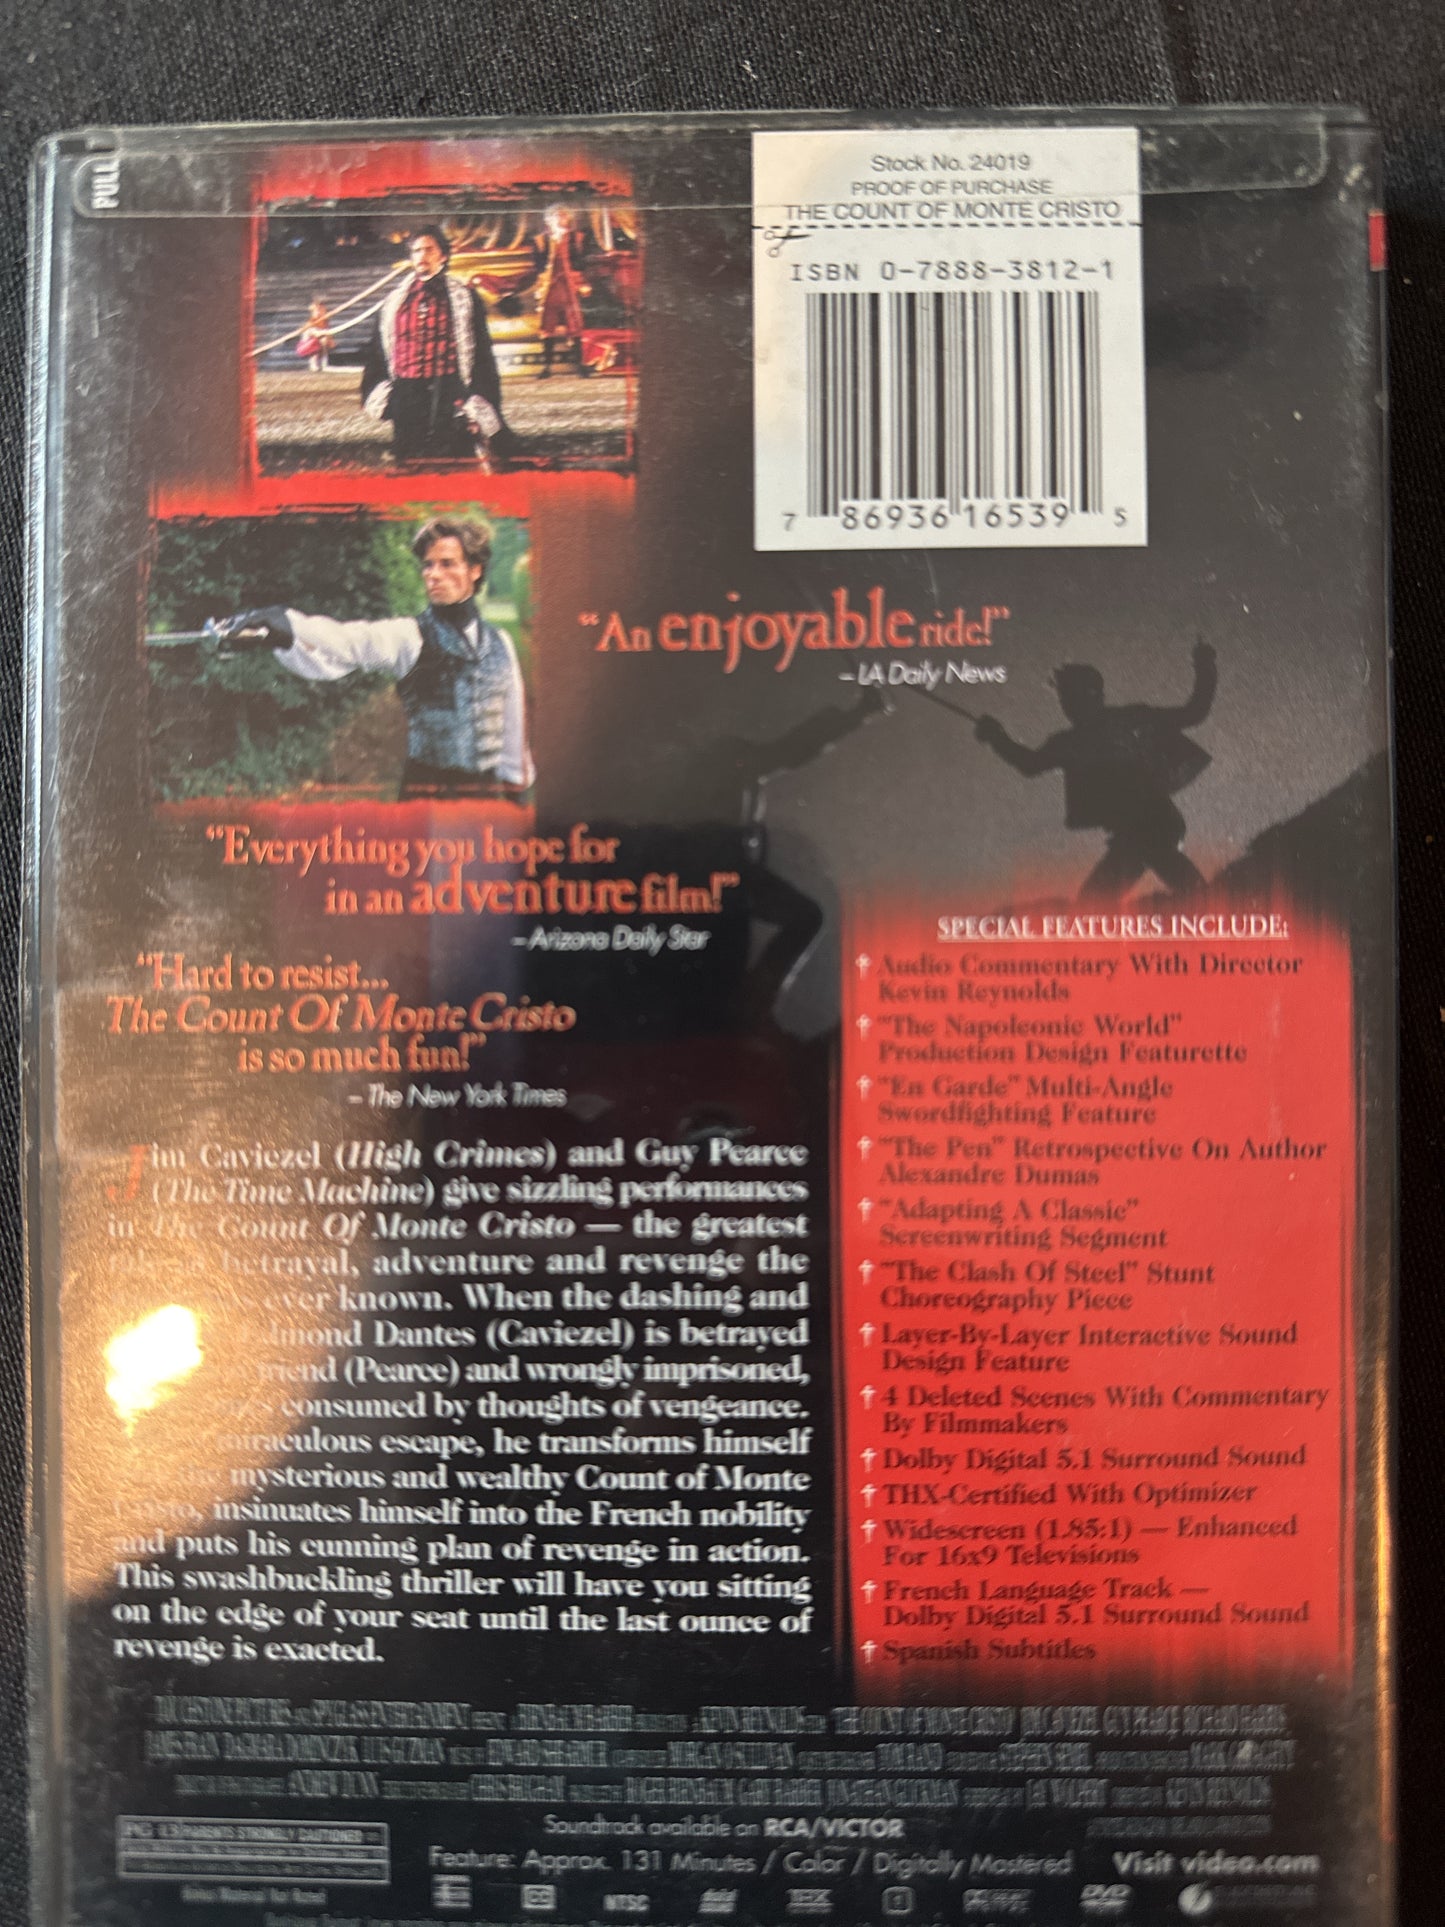 PULL
Stock No. 24019
PROOF OF PURCHASE
THE COUNT OF MONTE CRISTO
ISBN 0-7888-3812-1
7 86936 16539 5
"An enjoyable ride!"
– LA Daily News
"Everything you hope for
in an adventure film!"
– Arizona Daily Star
"Hard to resist...
The Count Of Monte Cristo
is so much fun!"
– The New York Times
Jim Caviezel (High Crimes) and Guy Pearce
(The Time Machine) give sizzling performances
in The Count Of Monte Cristo — the greatest
betrayal, adventure and revenge the
ever known. When the dashing and
Dantes (Caviezel) is betrayed
(Pearce) and wrongly imprisoned,
consumed by thoughts of vengeance.
miraculous escape, he transforms himself
mysterious and wealthy Count of Monte
Cristo, insinuates himself into the French nobility
and puts his cunning plan of revenge in action.
This swashbuckling thriller will have you sitting
on the edge of your seat until the last ounce of
revenge is exacted.
SPECIAL FEATURES INCLUDE:
Audio Commentary With Director
Kevin Reynolds
"The Napoleonic World"
Production Design Featurette
"En Garde" Multi-Angle
Swordfighting Feature
"The Pen" Retrospective On Author
Alexandre Dumas
"Adapting A Classic"
Screenwriting Segment
"The Clash Of Steel" Stunt
Choreography Piece
Layer-By-Layer Interactive Sound
Design Feature
4 Deleted Scenes With Commentary
By Filmmakers
Dolby Digital 5.1 Surround Sound
THX-Certified With Optimizer
Widescreen (1.85:1) — Enhanced
For 16x9 Televisions
French Language Track —
Dolby Digital 5.1 Surround Sound
Spanish Subtitles
Soundtrack available on RCA/VICTOR
PARENTS STRONGLY CAUTIONED
Feature: Approx. 131 Minutes / Color / Digitally Mastered
Visit video.com
NTSC
THX
DVD